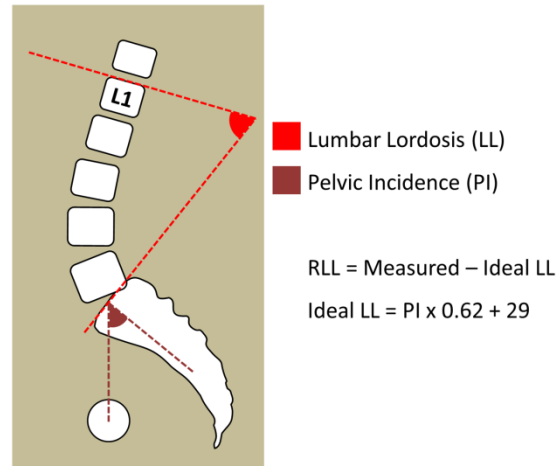 L1
Lumbar Lordosis (LL)
Pelvic Incidence (PI)
RLL = Measured – Ideal LL
Ideal LL = PI x 0.62 + 29